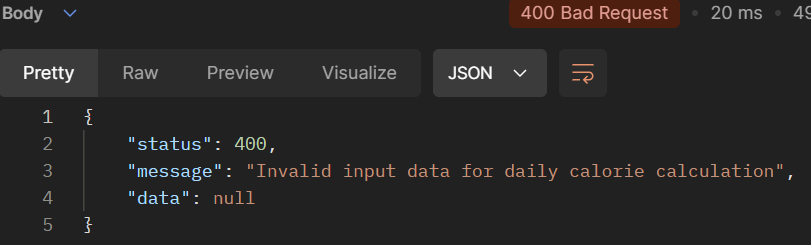 Body
400 Bad Request • 20 ms • 49
Pretty Raw Preview Visualize JSON
1 {
2 "status": 400,
3 "message": "Invalid input data for daily calorie calculation",
4 "data": null
5 }